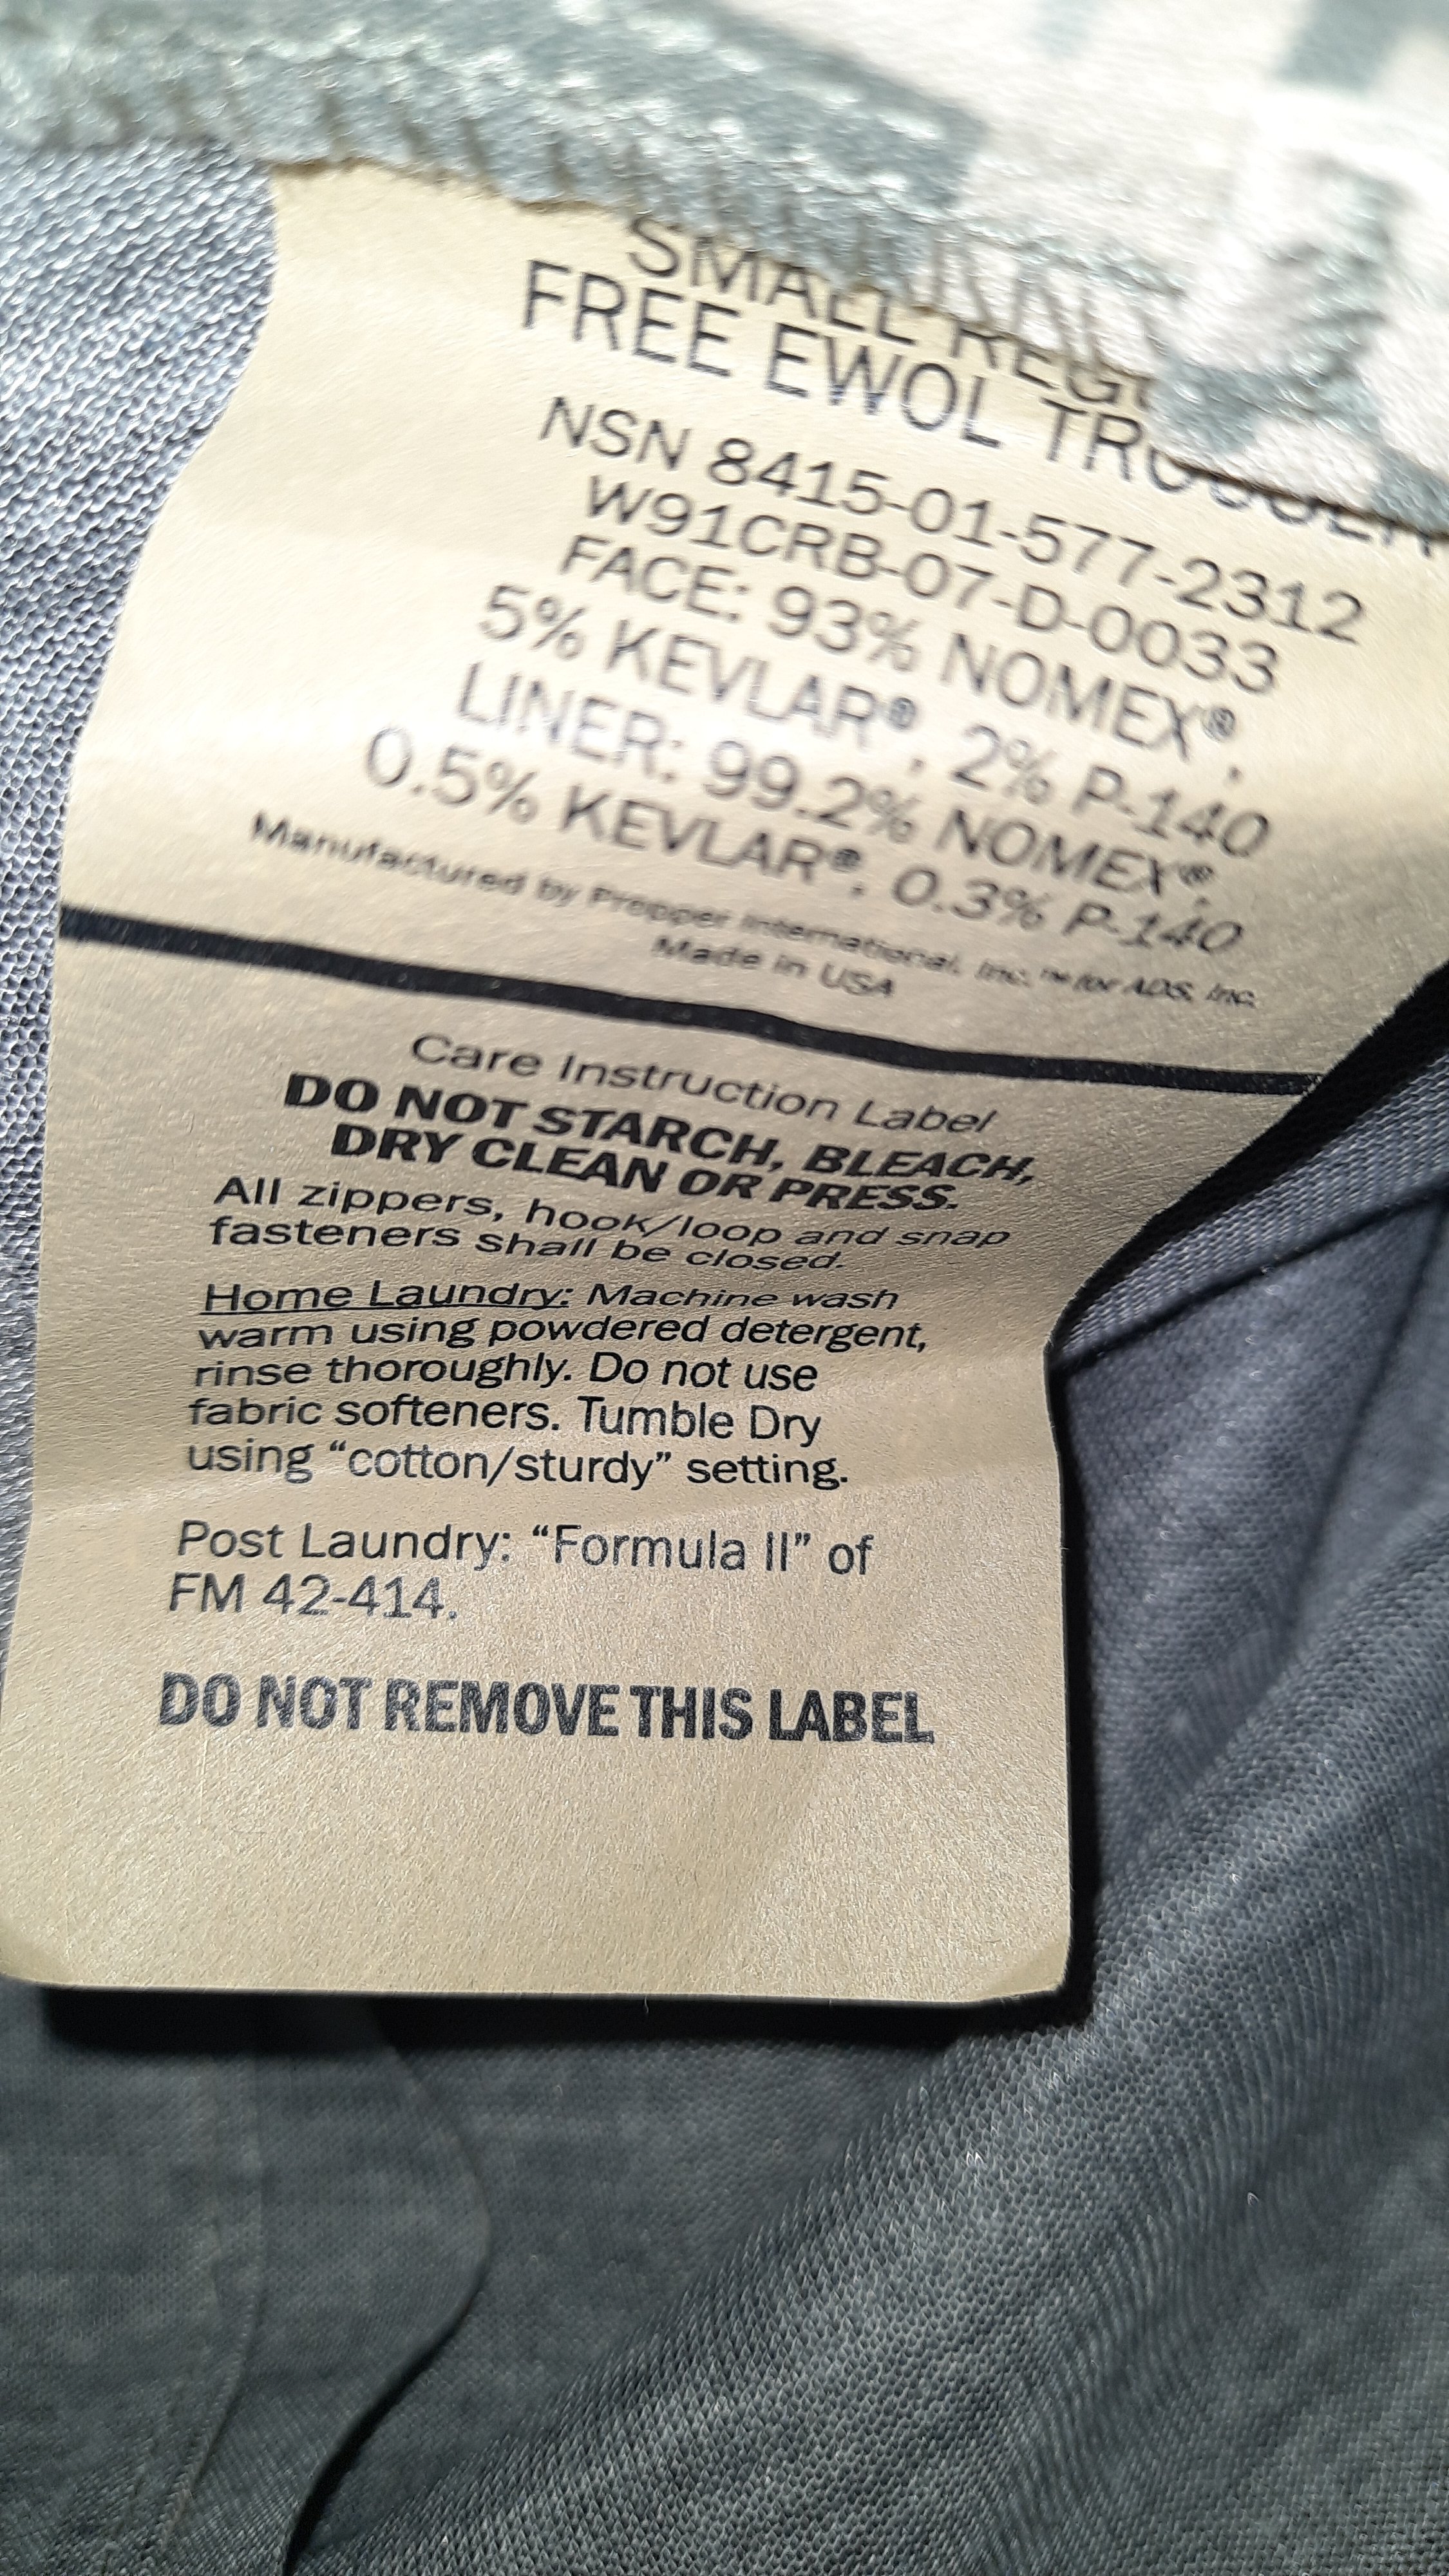 SMALL REGU
FREE EWOL TROUSER
NSN 8415-01-577-2312
W91CRB-07-D-0033
FACE: 93% NOMEX®,
5% KEVLAR®, 2% P-140
LINER: 99.2% NOMEX®,
0.5% KEVLAR®, 0.3% P-140
Manufactured by Propper International, Inc.™ for ADS, Inc.
Made in USA
Care Instruction Label
DO NOT STARCH, BLEACH,
DRY CLEAN OR PRESS.
All zippers, hook/loop and snap
fasteners shall be closed.
Home Laundry: Machine wash
warm using powdered detergent,
rinse thoroughly. Do not use
fabric softeners. Tumble Dry
using “cotton/sturdy” setting.
Post Laundry: “Formula II” of
FM 42-414.
DO NOT REMOVE THIS LABEL